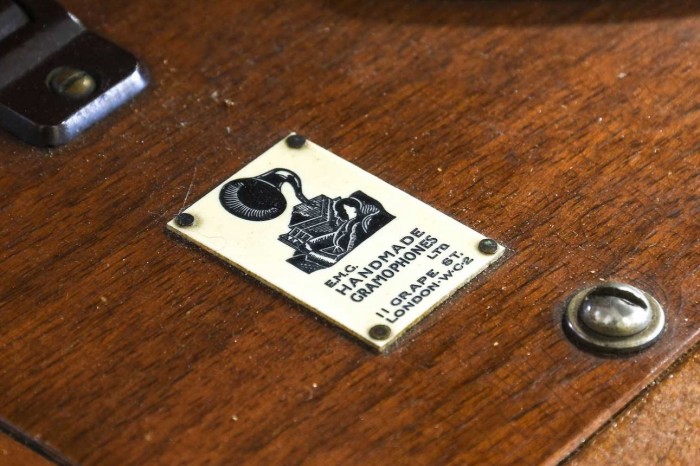 E.M.G.
HANDMADE
GRAMOPHONES
LTD
11 GRAPE ST.
LONDON·W·C·2